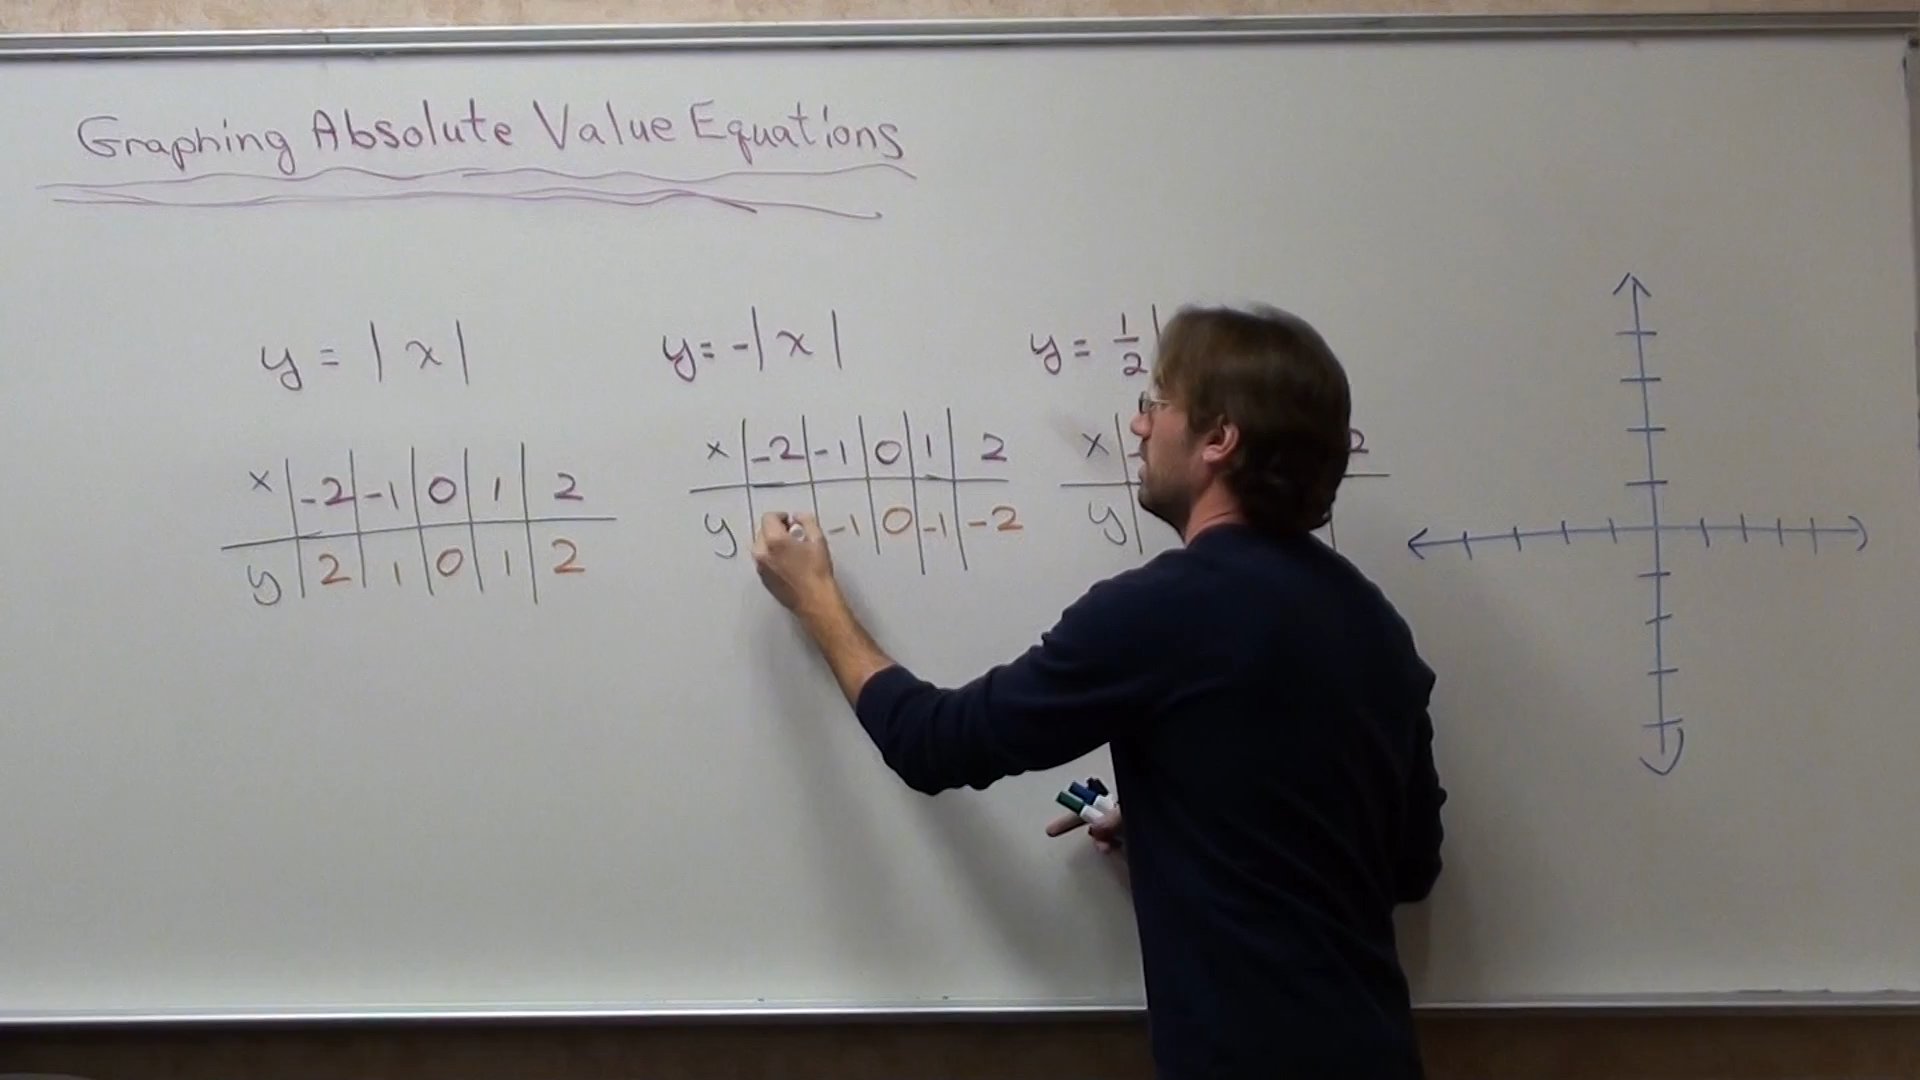 Graphing Absolute Value Equations
y = |x|
y = -|x|
y = 1/2 |
x -2 -1 0 1 2
y 2 1 0 1 2
x -2 -1 0 1 2
y -1 0 -1 -2
x 2
y